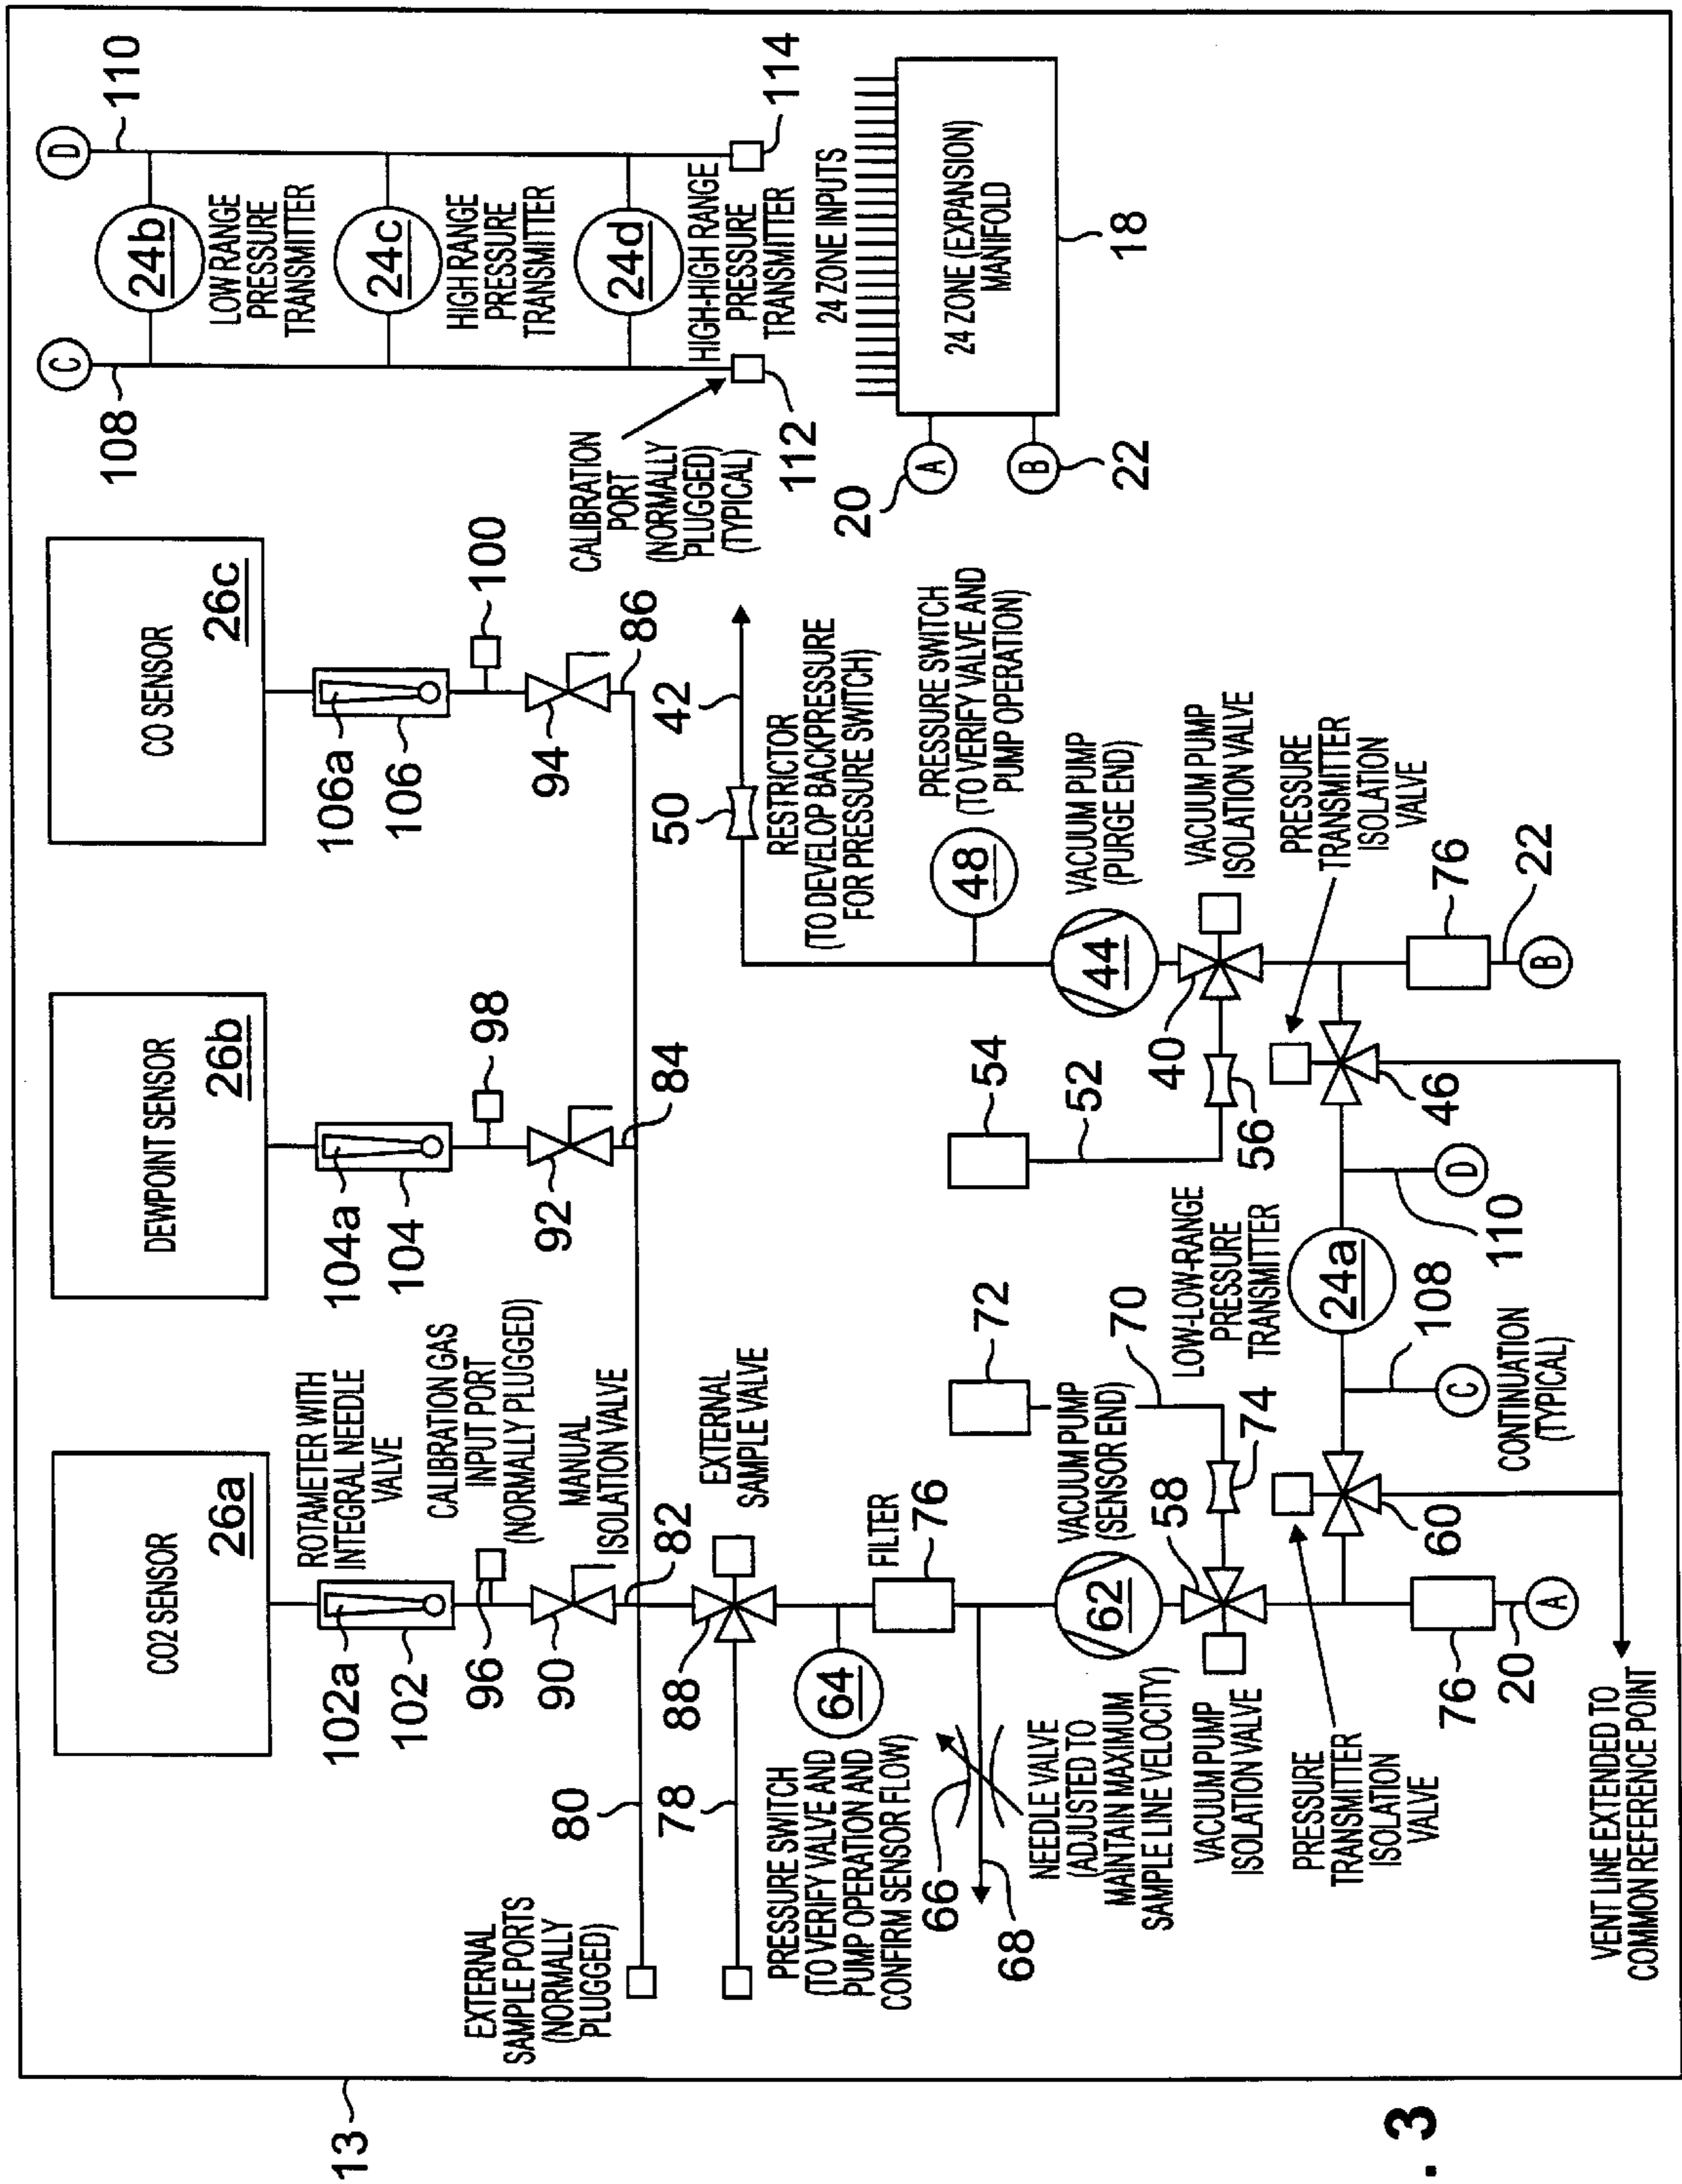 13
CO2 SENSOR
26a
DEWPOINT SENSOR
26b
CO SENSOR
26c
102a
102
ROTAMETER WITH
INTEGRAL NEEDLE
VALVE
104a
104
106a
106
96
CALIBRATION GAS
INPUT PORT
(NORMALLY PLUGGED)
98
100
90
MANUAL
ISOLATION VALVE
92
94
82
84
86
80
EXTERNAL
SAMPLE PORTS
(NORMALLY
PLUGGED)
78
88
EXTERNAL
SAMPLE VALVE
64
PRESSURE SWITCH
(TO VERIFY VALVE AND
PUMP OPERATION AND
CONFIRM SENSOR FLOW)
FILTER
76
66
68
NEEDLE VALVE
(ADJUSTED TO
MAINTAIN MAXIMUM
SAMPLE LINE VELOCITY)
62
VACUUM PUMP
(SENSOR END)
72
70
74
58
VACUUM PUMP
ISOLATION VALVE
PRESSURE
TRANSMITTER
ISOLATION
VALVE
60
76
20
A
VENT LINE EXTENDED TO
COMMON REFERENCE POINT
C
108
CONTINUATION
(TYPICAL)
24a
LOW-LOW-RANGE
PRESSURE
TRANSMITTER
D
110
46
PRESSURE
TRANSMITTER
ISOLATION
VALVE
54
52
56
40
VACUUM PUMP
ISOLATION VALVE
44
VACUUM PUMP
(PURGE END)
48
PRESSURE SWITCH
(TO VERIFY VALVE AND
PUMP OPERATION)
50
RESTRICTOR
(TO DEVELOP BACKPRESSURE
FOR PRESSURE SWITCH)
42
76
22
B
C
108
D
110
24b
LOW RANGE
PRESSURE
TRANSMITTER
24c
HIGH RANGE
PRESSURE
TRANSMITTER
24d
HIGH-HIGH RANGE
PRESSURE
TRANSMITTER
CALIBRATION
PORT
(NORMALLY
PLUGGED)
(TYPICAL)
112
114
24 ZONE INPUTS
24 ZONE (EXPANSION)
MANIFOLD
18
20
A
B
22
. 3